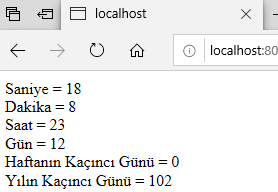 localhost
localhost:80
Saniye = 18
Dakika = 8
Saat = 23
Gün = 12
Haftanın Kaçıncı Günü = 0
Yılın Kaçıncı Günü = 102